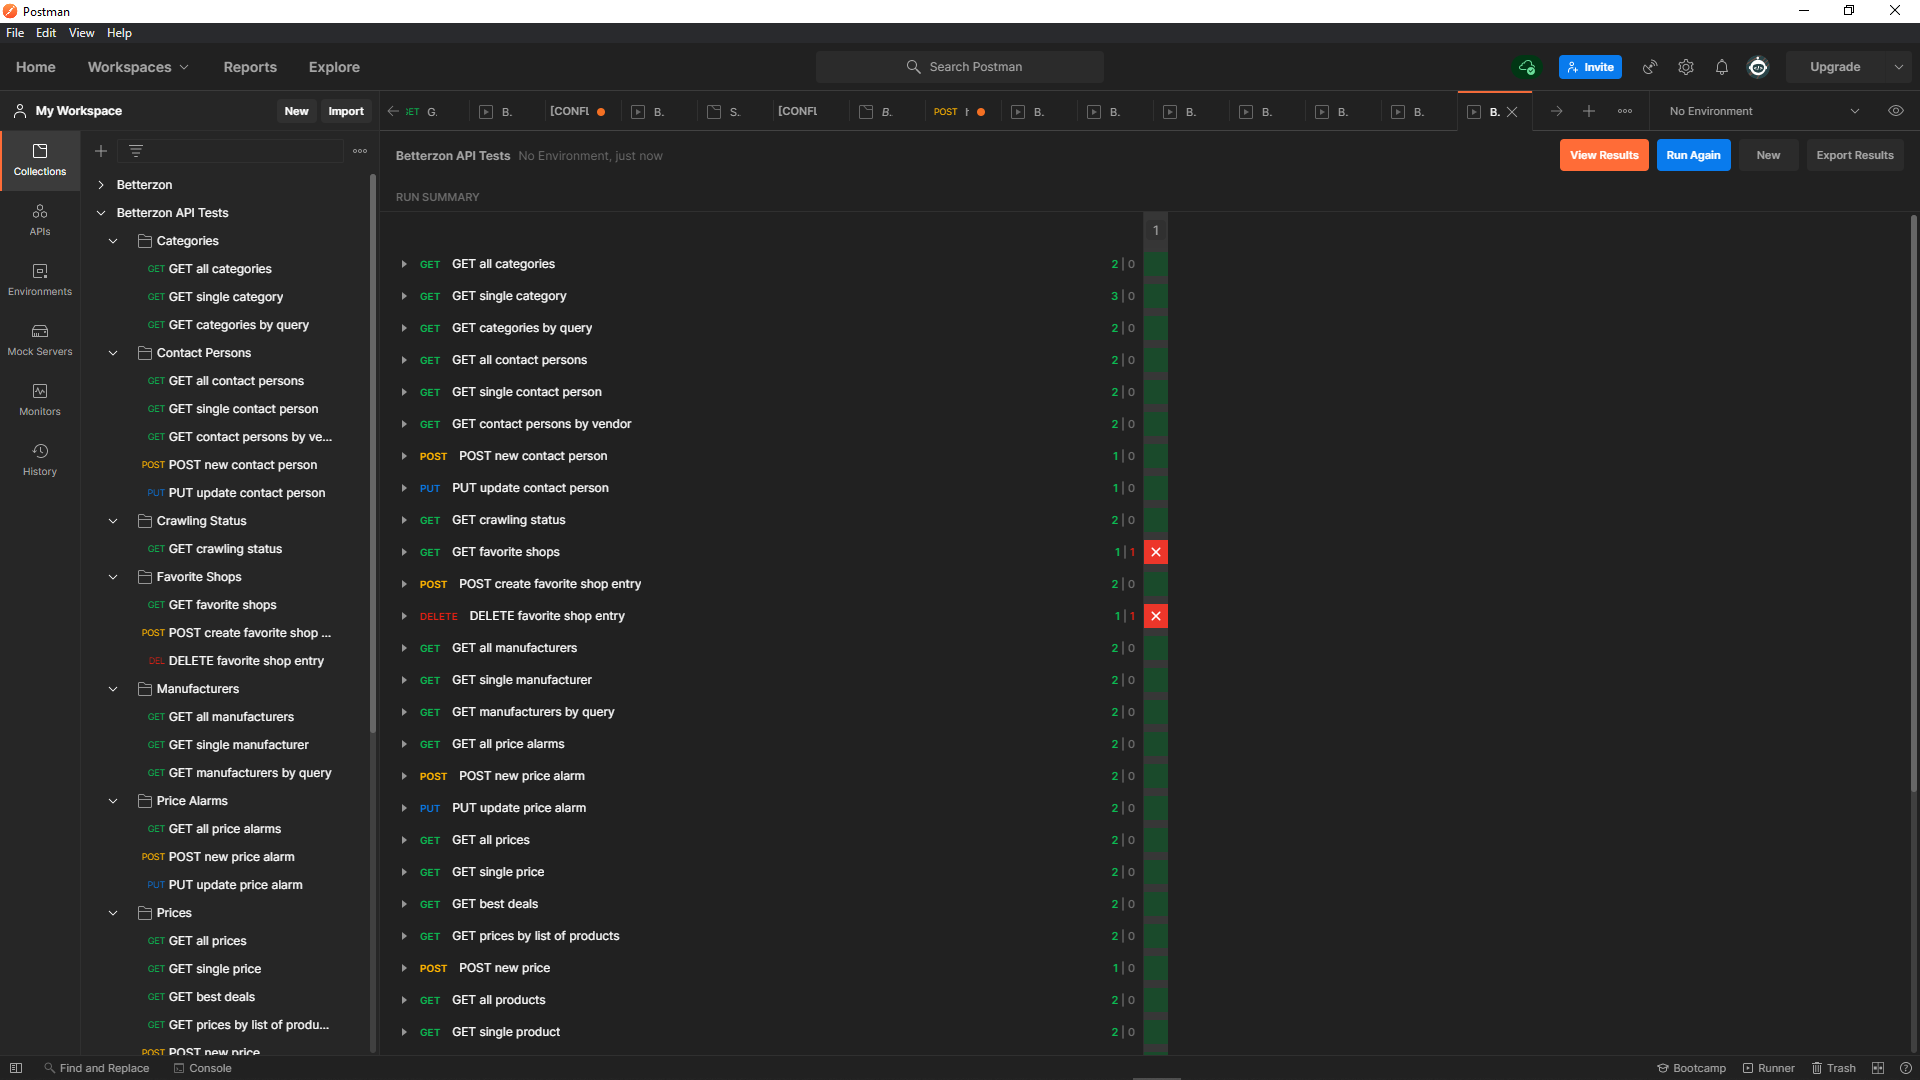 Postman
File Edit View Help
Home Workspaces Reports Explore Search Postman Invite Upgrade
My Workspace New Import
GET G. B. [CONFL B. S. [CONFL B. POST B. B. B. B. B. B. B. No Environment
Collections
APIs
Environments
Mock Servers
Monitors
History
Betterzon
Betterzon API Tests
Categories
GET GET all categories
GET GET single category
GET GET categories by query
Contact Persons
GET GET all contact persons
GET GET single contact person
GET GET contact persons by ve...
POST POST new contact person
PUT PUT update contact person
Crawling Status
GET GET crawling status
Favorite Shops
GET GET favorite shops
POST POST create favorite shop ...
DEL DELETE favorite shop entry
Manufacturers
GET GET all manufacturers
GET GET single manufacturer
GET GET manufacturers by query
Price Alarms
GET GET all price alarms
POST POST new price alarm
PUT PUT update price alarm
Prices
GET GET all prices
GET GET single price
GET GET best deals
GET GET prices by list of produ...
POST POST new price
Betterzon API Tests No Environment, just now View Results Run Again New Export Results
RUN SUMMARY
1
GET GET all categories 2 | 0
GET GET single category 3 | 0
GET GET categories by query 2 | 0
GET GET all contact persons 2 | 0
GET GET single contact person 2 | 0
GET GET contact persons by vendor 2 | 0
POST POST new contact person 1 | 0
PUT PUT update contact person 1 | 0
GET GET crawling status 2 | 0
GET GET favorite shops 1 | 1
POST POST create favorite shop entry 2 | 0
DELETE DELETE favorite shop entry 1 | 1
GET GET all manufacturers 2 | 0
GET GET single manufacturer 2 | 0
GET GET manufacturers by query 2 | 0
GET GET all price alarms 2 | 0
POST POST new price alarm 2 | 0
PUT PUT update price alarm 2 | 0
GET GET all prices 2 | 0
GET GET single price 2 | 0
GET GET best deals 2 | 0
GET GET prices by list of products 2 | 0
POST POST new price 1 | 0
GET GET all products 2 | 0
GET GET single product 2 | 0
Find and Replace Console Bootcamp Runner Trash